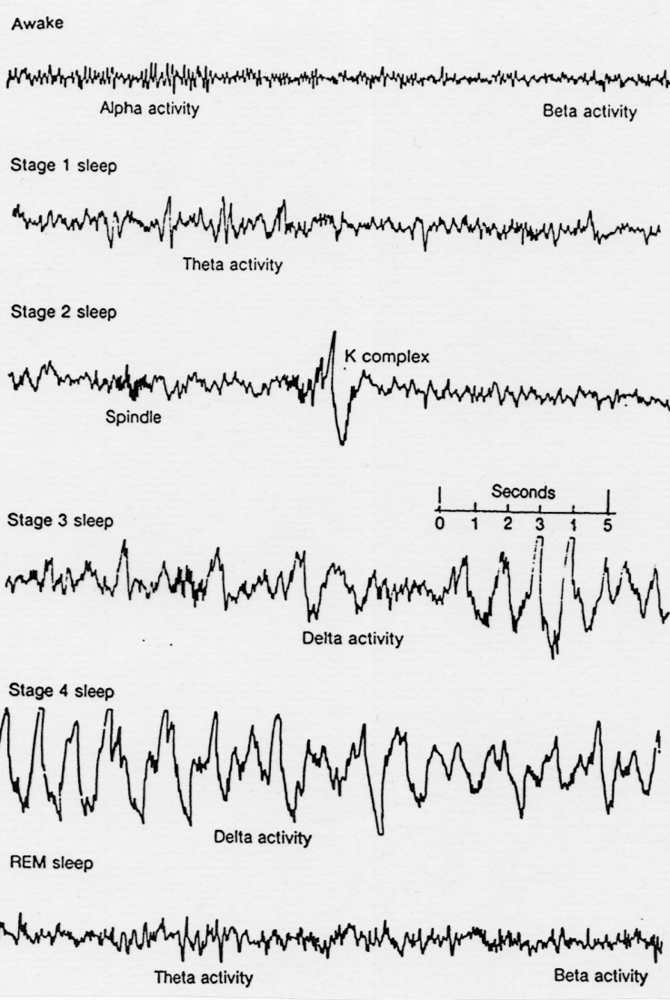 Awake
Alpha activity
Beta activity
Stage 1 sleep
Theta activity
Stage 2 sleep
K complex
Spindle
Seconds
0 1 2 3 4 5
Stage 3 sleep
Delta activity
Stage 4 sleep
Delta activity
REM sleep
Theta activity
Beta activity